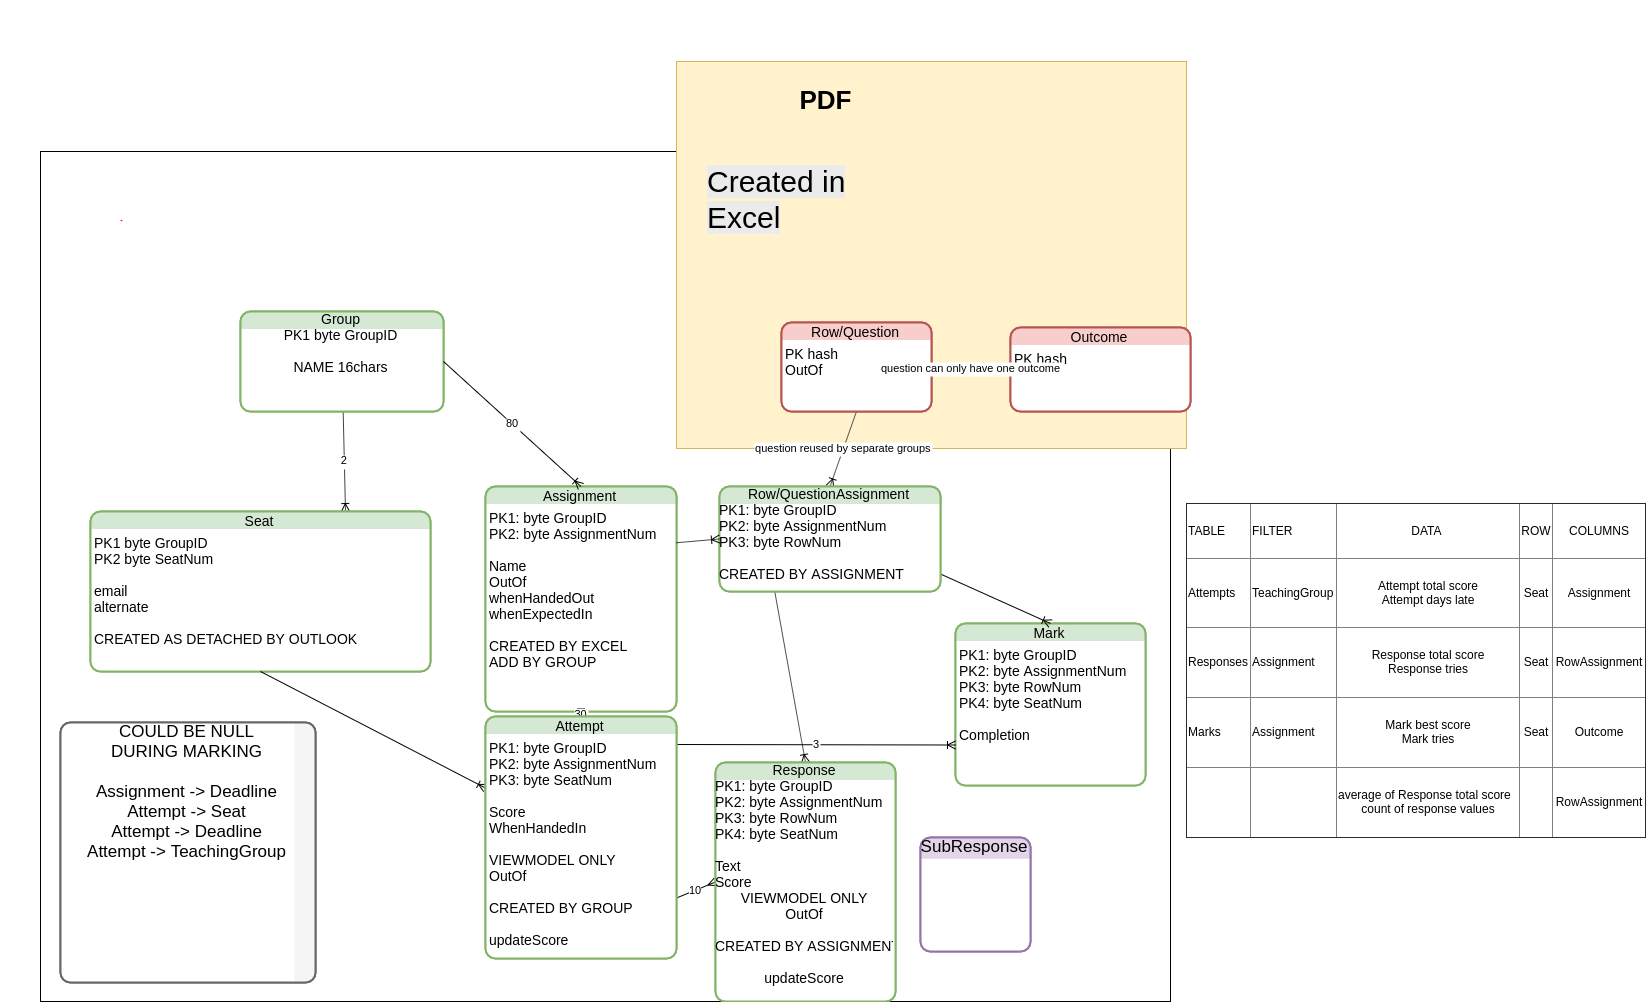 PDF
Created in
Excel
Group
PK1 byte GroupID
NAME 16chars
Row/Question
PK hash
OutOf
question can only have one outcome
Outcome
PK hash
80
2
question reused by separate groups
Seat
PK1 byte GroupID
PK2 byte SeatNum
email
alternate
CREATED AS DETACHED BY OUTLOOK
Assignment
PK1: byte GroupID
PK2: byte AssignmentNum
Name
OutOf
whenHandedOut
whenExpectedIn
CREATED BY EXCEL
ADD BY GROUP
30
Row/QuestionAssignment
PK1: byte GroupID
PK2: byte AssignmentNum
PK3: byte RowNum
CREATED BY ASSIGNMENT
Mark
PK1: byte GroupID
PK2: byte AssignmentNum
PK3: byte RowNum
PK4: byte SeatNum
Completion
COULD BE NULL
DURING MARKING
Assignment -> Deadline
Attempt -> Seat
Attempt -> Deadline
Attempt -> TeachingGroup
Attempt
PK1: byte GroupID
PK2: byte AssignmentNum
PK3: byte SeatNum
Score
WhenHandedIn
VIEWMODEL ONLY
OutOf
CREATED BY GROUP
updateScore
3
10
Response
PK1: byte GroupID
PK2: byte AssignmentNum
PK3: byte RowNum
PK4: byte SeatNum
Text
Score
VIEWMODEL ONLY
OutOf
CREATED BY ASSIGNMENT
updateScore
SubResponse
TABLE FILTER DATA ROW COLUMNS
Attempts TeachingGroup Attempt total score Seat Assignment
Attempt days late
Responses Assignment Response total score Seat RowAssignment
Response tries
Marks Assignment Mark best score Seat Outcome
Mark tries
average of Response total score RowAssignment
count of response values